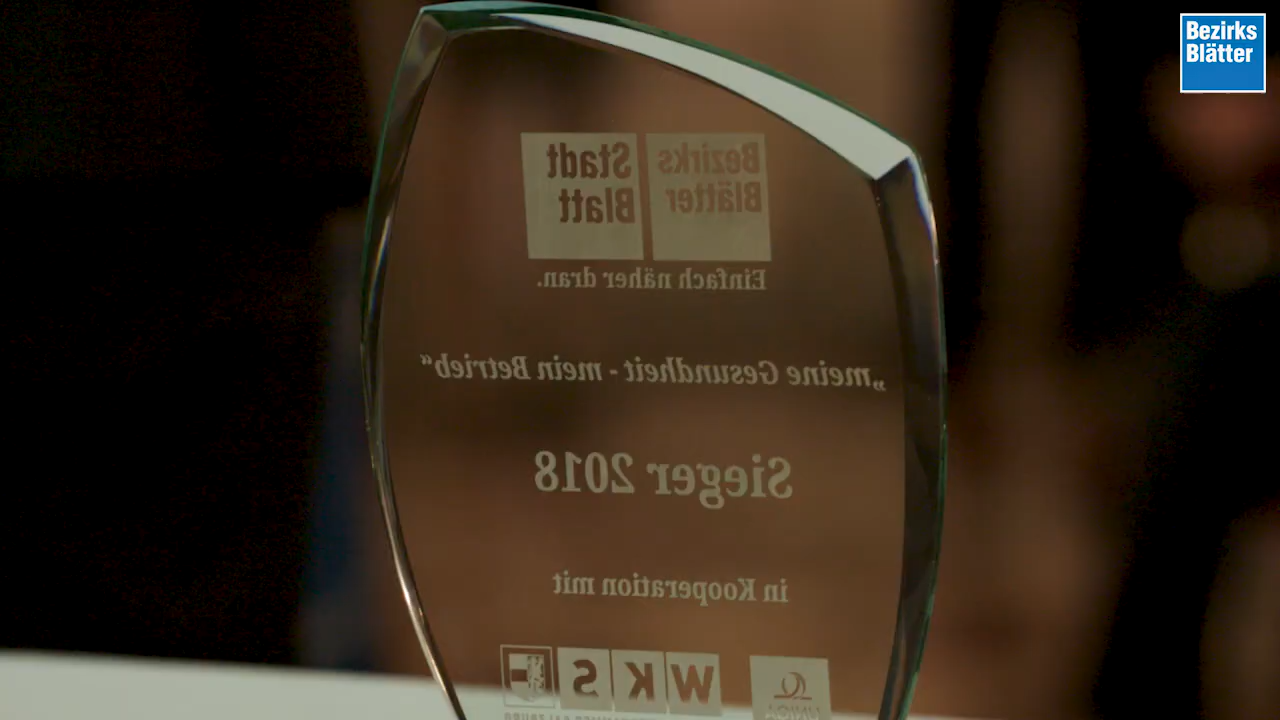 Bezirks
Blätter
Bezirks
Blätter
Stadt
Blatt
Einfach näher dran.
„meine Gesundheit - mein Betrieb“
Sieger 2018
in Kooperation mit
UNIQA
WKS